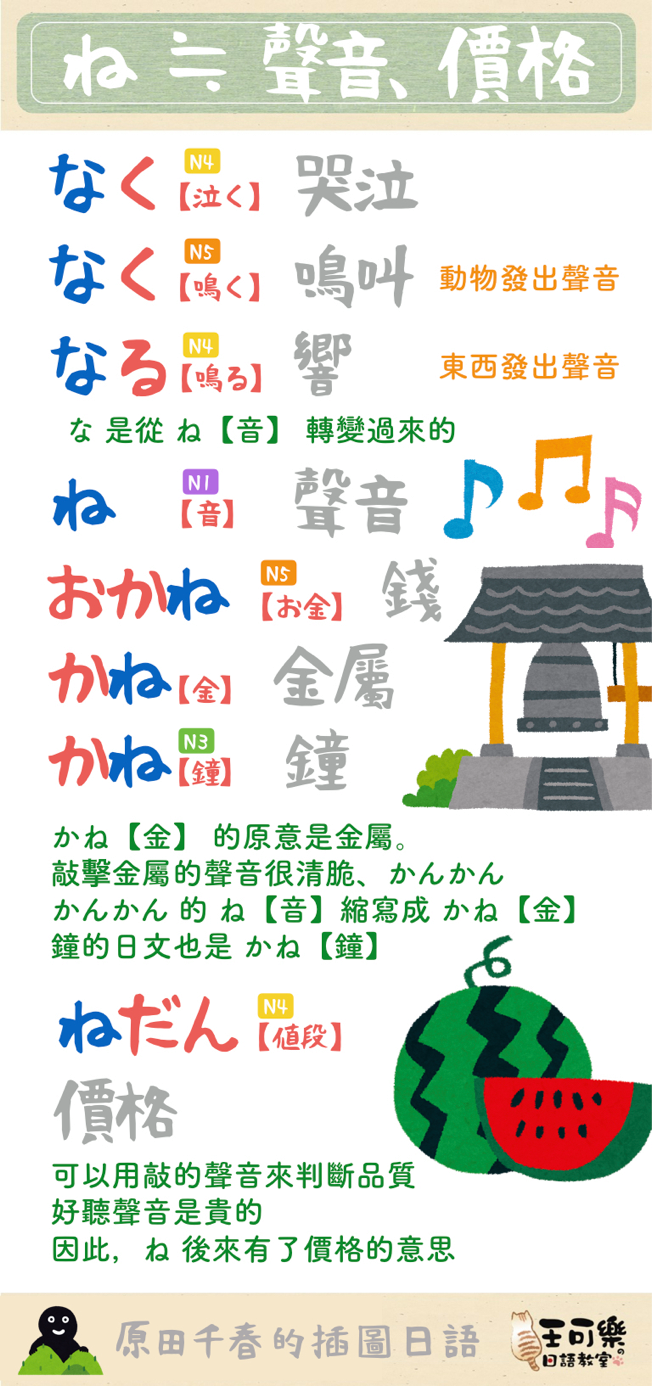 ね ≒ 聲音、價格
なく N4【泣く】 哭泣
なく N5【鳴く】 鳴叫 動物發出聲音
なる N4【鳴る】 響 東西發出聲音
な 是從 ね【音】 轉變過來的
ね N1【音】 聲音
おかね N5【お金】 錢
かね【金】 金屬
かね N3【鐘】 鐘
かね【金】 的原意是金屬。
敲擊金屬的聲音很清脆、かんかん
かんかん 的 ね【音】縮寫成 かね【金】
鐘的日文也是 かね【鐘】
ねだん N4【値段】
價格
可以用敲的聲音來判斷品質
好聽聲音是貴的
因此, ね 後來有了價格的意思
原田千春的插圖日語 王可樂の日語教室